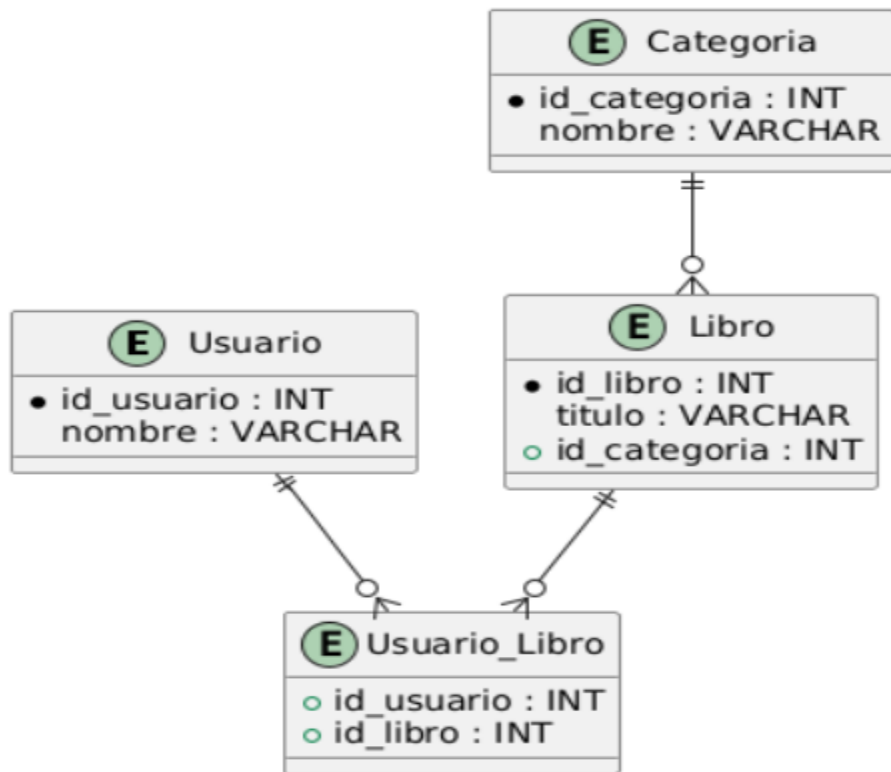 E Categoria
id_categoria : INT
nombre : VARCHAR
E Usuario
id_usuario : INT
nombre : VARCHAR
E Libro
id_libro : INT
titulo : VARCHAR
id_categoria : INT
E Usuario_Libro
id_usuario : INT
id_libro : INT